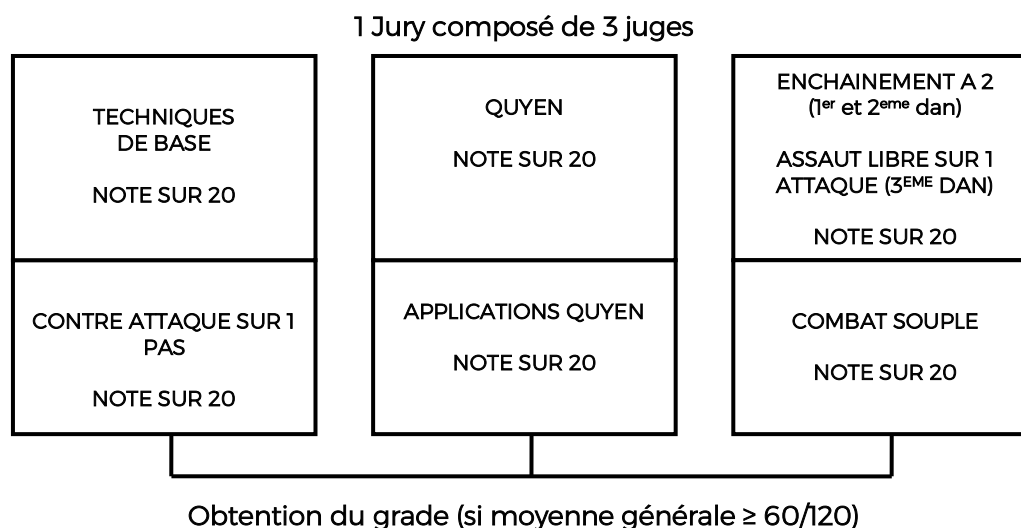 1 Jury composé de 3 juges
TECHNIQUES
DE BASE
NOTE SUR 20
CONTRE ATTAQUE SUR 1
PAS
NOTE SUR 20
QUYEN
NOTE SUR 20
APPLICATIONS QUYEN
NOTE SUR 20
ENCHAINEMENT A 2
(1er et 2eme dan)
ASSAUT LIBRE SUR 1
ATTAQUE (3EME DAN)
NOTE SUR 20
COMBAT SOUPLE
NOTE SUR 20
Obtention du grade (si moyenne générale ≥ 60/120)